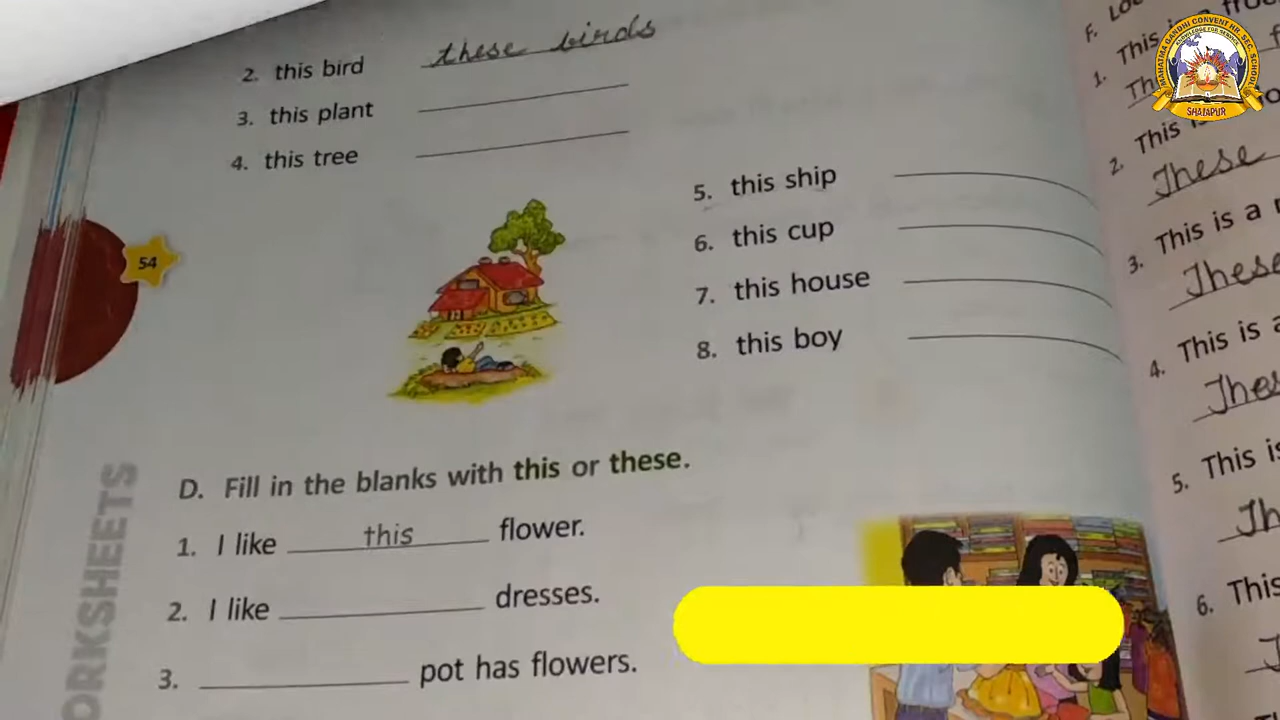 2. this bird these birds
3. this plant
4. this tree
5. this ship
6. this cup
7. this house
8. this boy
54
WORKSHEETS
D. Fill in the blanks with this or these.
1. I like this flower.
2. I like dresses.
3. pot has flowers.
F.
1. This
2. This
These
3. This is a
These
4. This is a
5. This is
6. This
MAHATMA GANDHI CONVENT HR. SEC. SCHOOL
KNOWLEDGE FOR SERVICE
SHAJAPUR